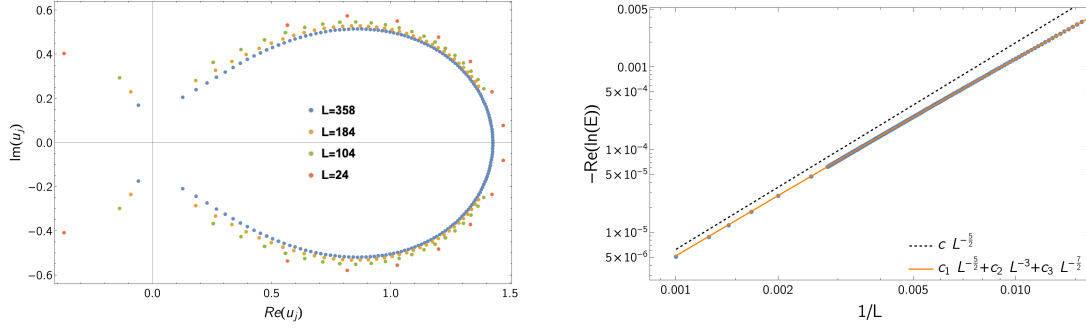 0.6
0.4
0.2
0.0
-0.2
-0.4
-0.6
Im(u_j)
L=358
L=184
L=104
L=24
0.0
0.5
1.0
1.5
Re(u_j)
0.005
0.001
5×10^{-4}
1×10^{-4}
5×10^{-5}
1×10^{-5}
5×10^{-6}
-Re(ln(E))
c L^{-5/2}
c_1 L^{-5/2}+c_2 L^{-3}+c_3 L^{-7/2}
0.001
0.002
0.005
0.010
1/L